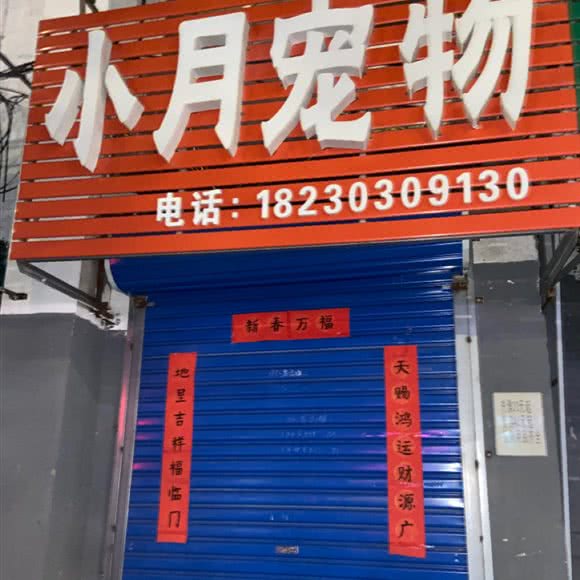 小月宠物
电话：18230309130
新春万福
天赐鸿运财源广
地呈吉祥福临门